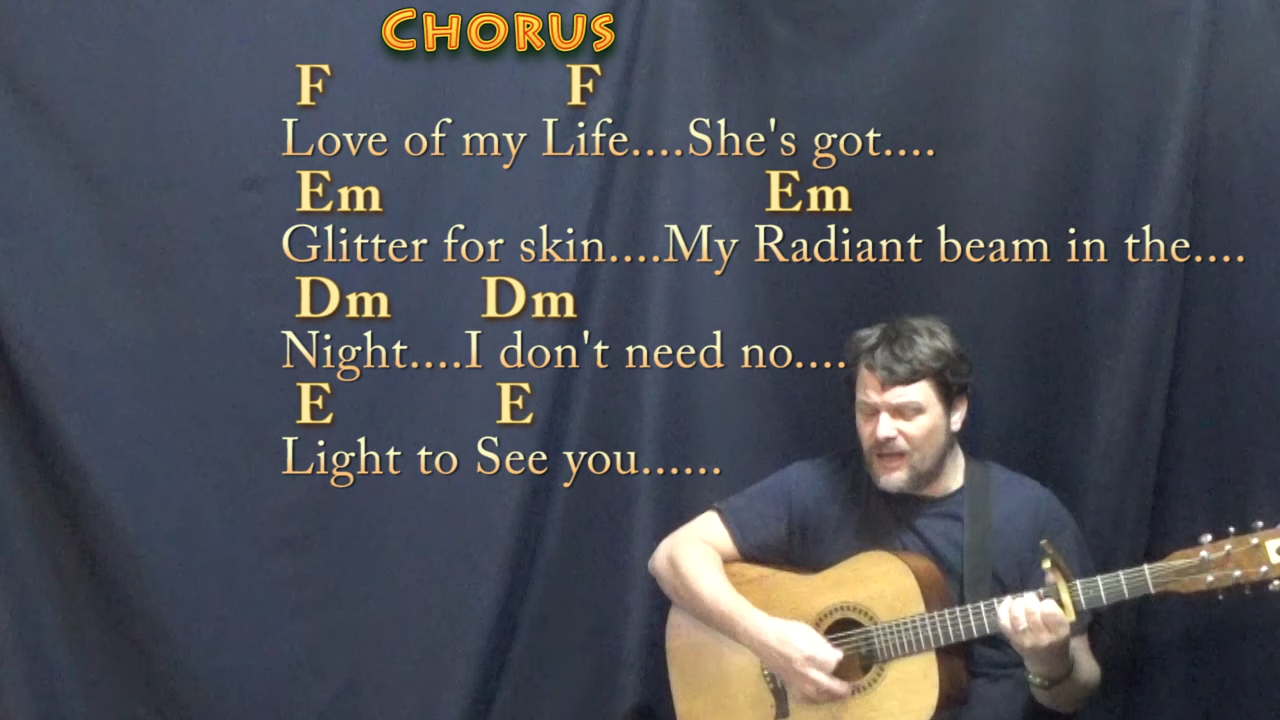 CHORUS
F F
Love of my Life....She's got....
Em Em
Glitter for skin....My Radiant beam in the....
Dm Dm
Night....I don't need no....
E E
Light to See you......